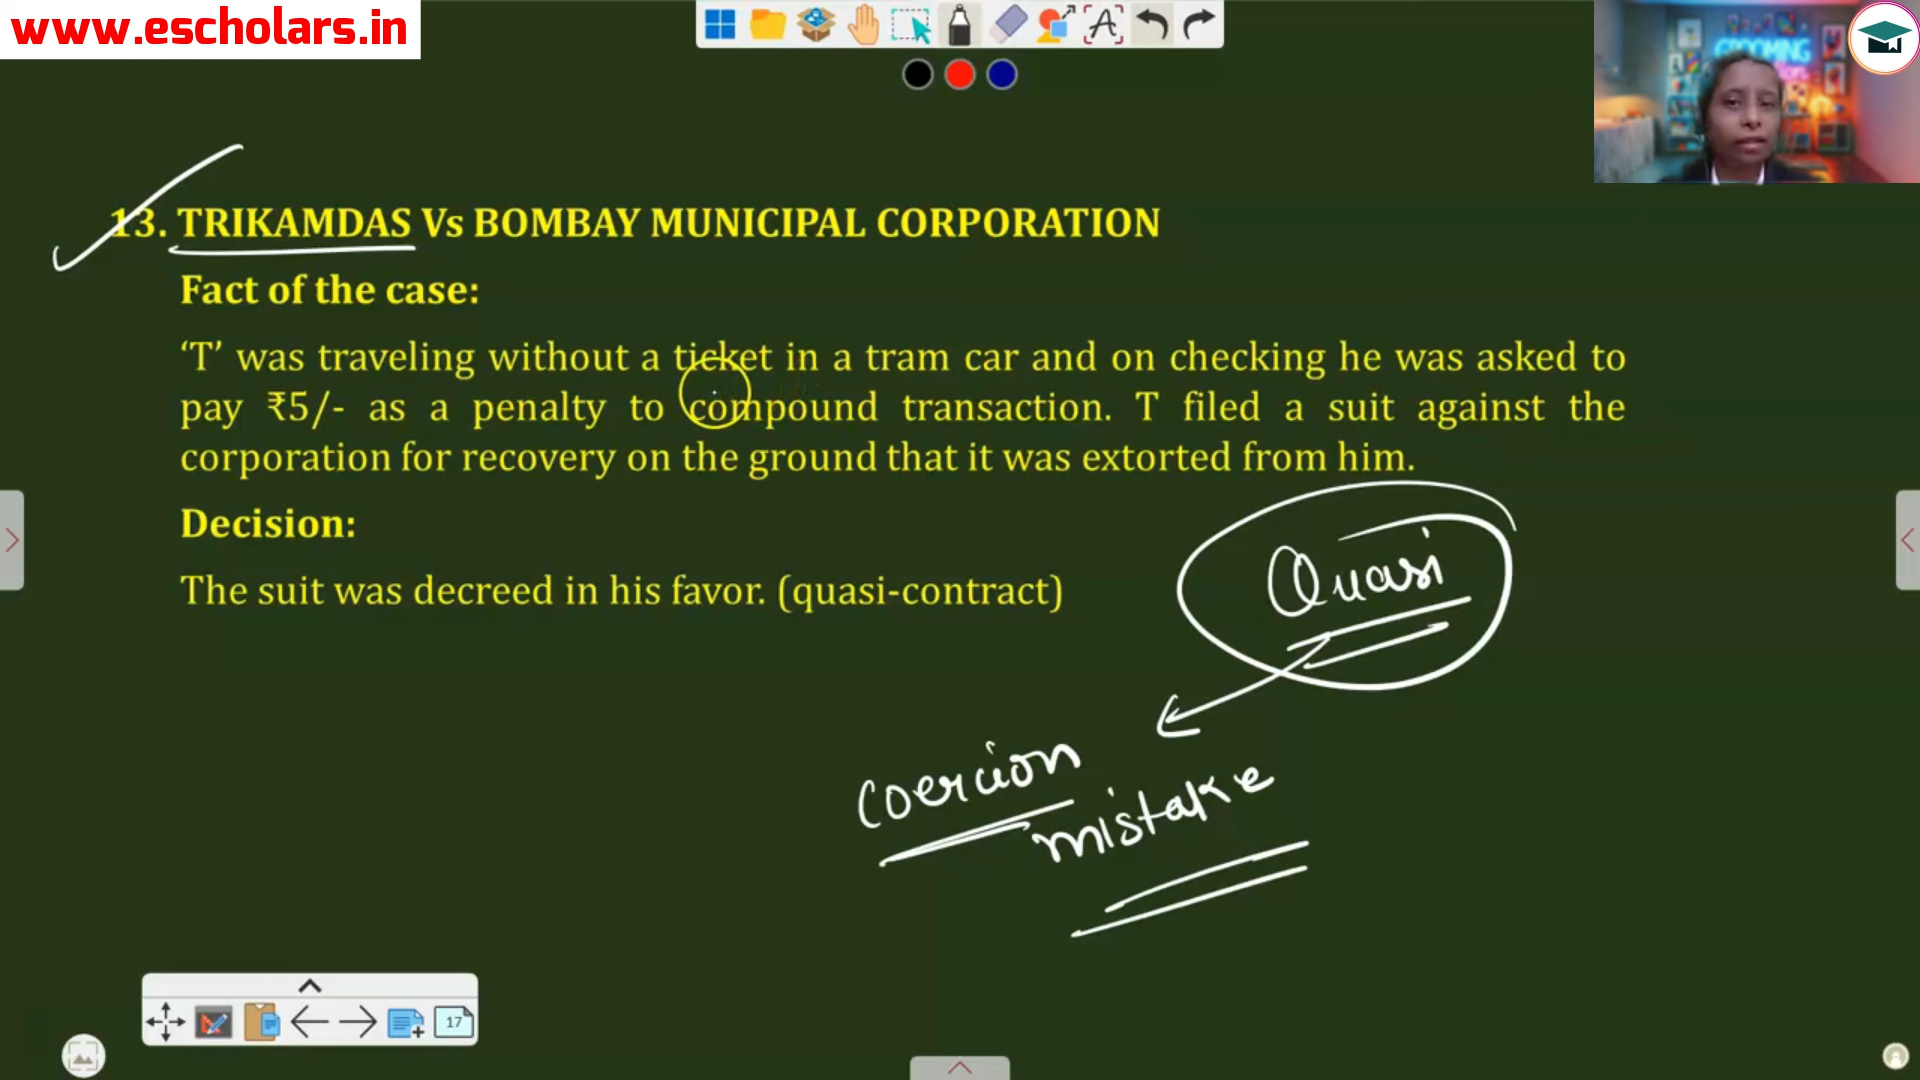 www.escholars.in
GROOMING
13. TRIKAMDAS Vs BOMBAY MUNICIPAL CORPORATION
Fact of the case:
‘T’ was traveling without a ticket in a tram car and on checking he was asked to
pay ₹5/- as a penalty to compound transaction. T filed a suit against the
corporation for recovery on the ground that it was extorted from him.
Decision:
The suit was decreed in his favor. (quasi-contract)
Quasi
coercion
mistake
17